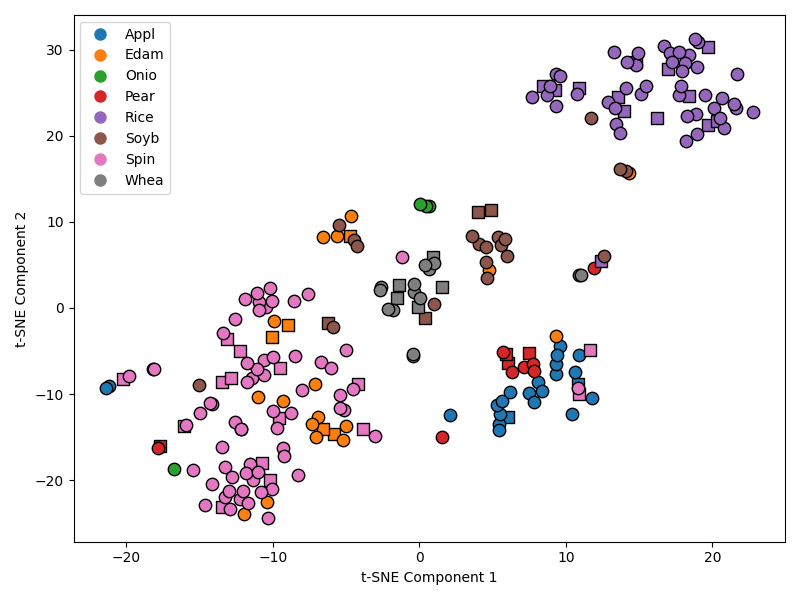 Appl
Edam
Onio
Pear
Rice
Soyb
Spin
Whea
30
20
10
0
−10
−20
−20 −10 0 10 20
t-SNE Component 1
t-SNE Component 2